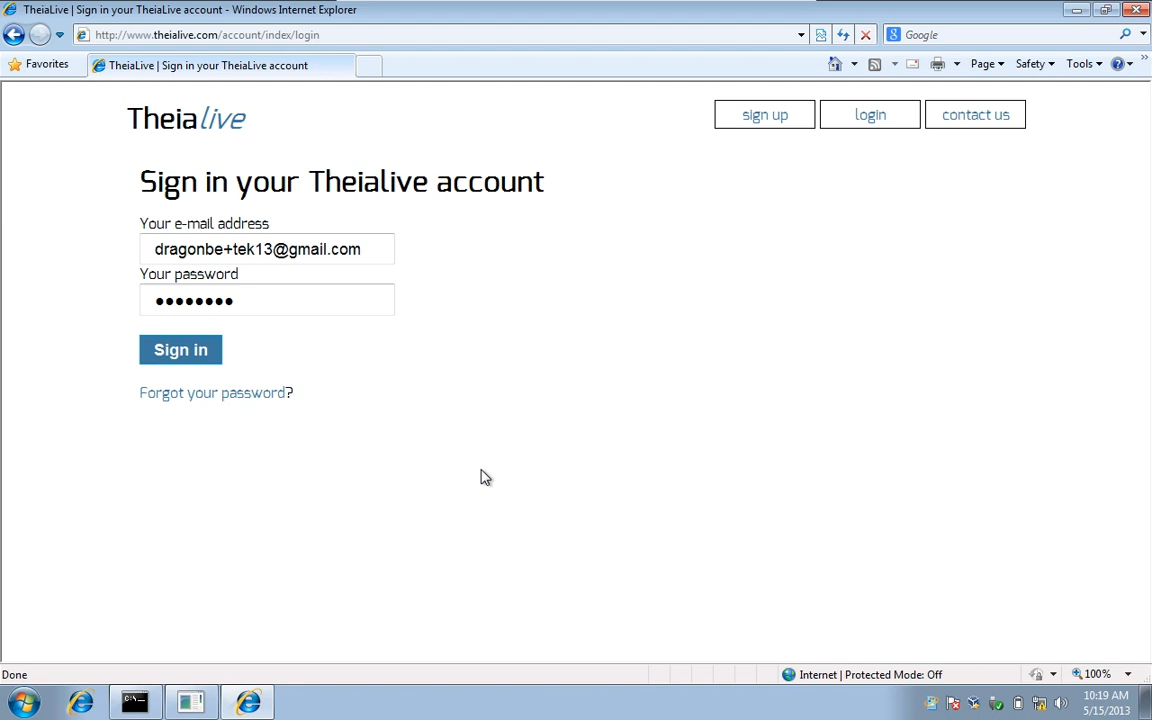 TheiaLive | Sign in your TheiaLive account - Windows Internet Explorer
http://www.theialive.com/account/index/login
Google
Favorites
TheiaLive | Sign in your TheiaLive account
Page
Safety
Tools
Theialive
sign up
login
contact us
Sign in your Theialive account
Your e-mail address
dragonbe+tek13@gmail.com
Your password
Sign in
Forgot your password?
Done
Internet | Protected Mode: Off
100%
C:\.
10:19 AM
5/15/2013